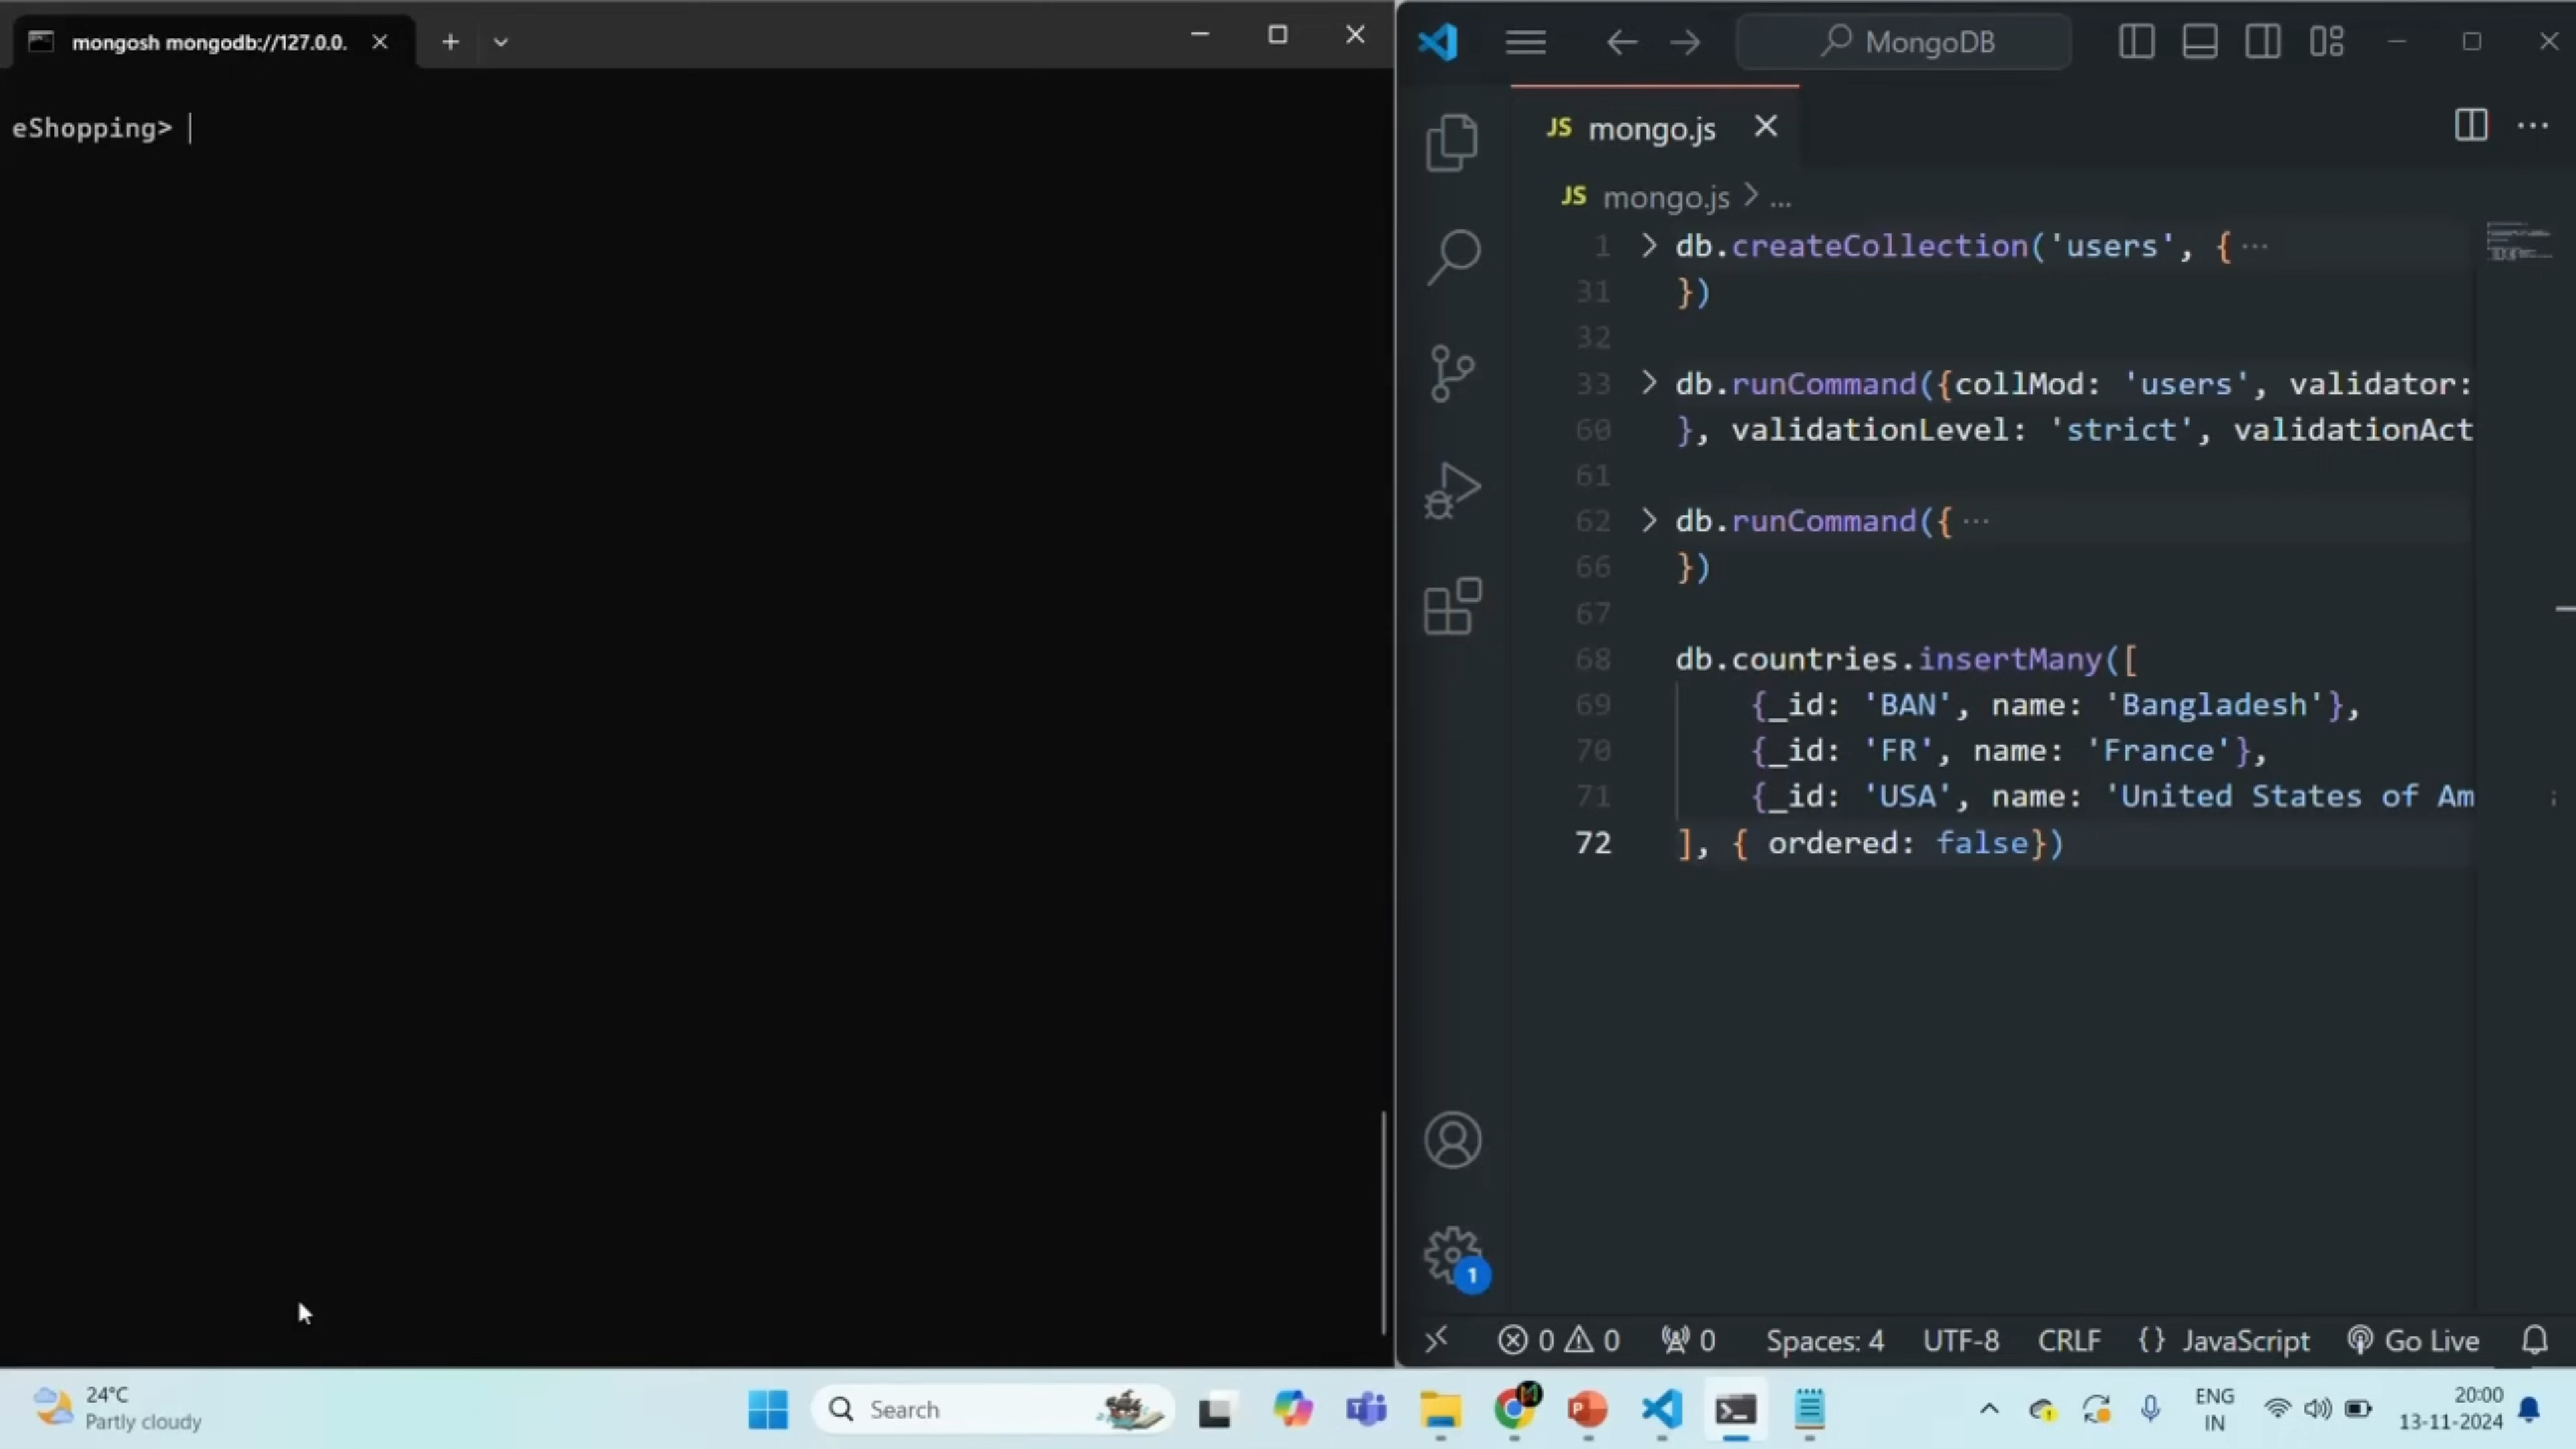 mongosh mongodb://127.0.0.
eShopping>
MongoDB
JS mongo.js
JS mongo.js > ...
1 > db.createCollection('users', { ...
31 })
32
33 > db.runCommand({collMod: 'users', validator:
60 }, validationLevel: 'strict', validationAct
61
62 > db.runCommand({ ...
66 })
67
68 db.countries.insertMany([
69 {_id: 'BAN', name: 'Bangladesh'},
70 {_id: 'FR', name: 'France'},
71 {_id: 'USA', name: 'United States of Am
72 ], { ordered: false})
1
0 0 0 Spaces: 4 UTF-8 CRLF {} JavaScript Go Live
24°C
Partly cloudy
Search
ENG
IN
20:00
13-11-2024